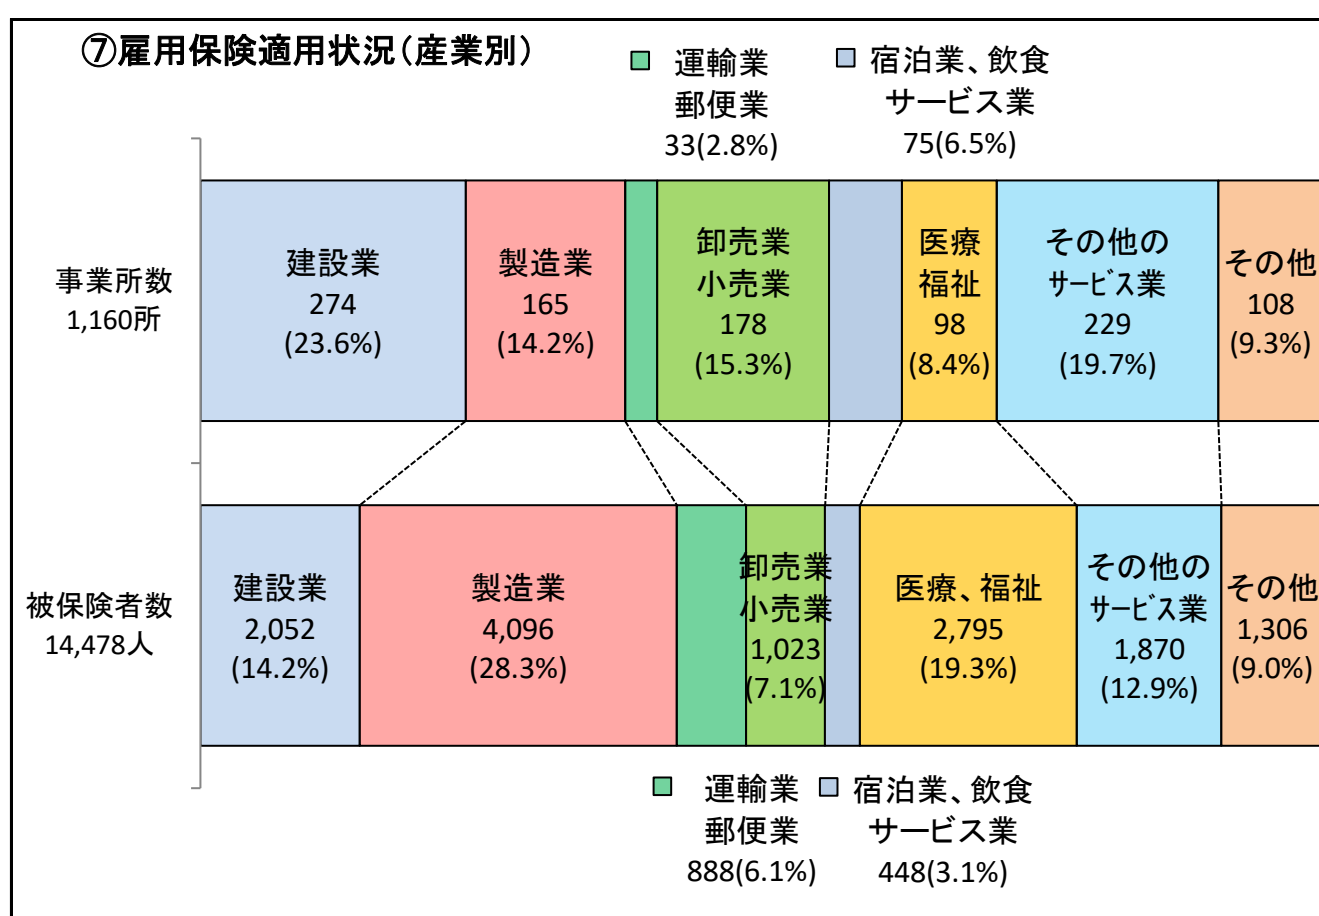 ⑦雇用保険適用状況(産業別)
運輸業
郵便業
33(2.8%)
宿泊業、飲食
サービス業
75(6.5%)
事業所数
1,160所
建設業
274
(23.6%)
製造業
165
(14.2%)
卸売業
小売業
178
(15.3%)
医療
福祉
98
(8.4%)
その他の
ｻｰﾋﾞｽ業
229
(19.7%)
その他
108
(9.3%)
被保険者数
14,478人
建設業
2,052
(14.2%)
製造業
4,096
(28.3%)
卸売業
小売業
1,023
(7.1%)
医療、福祉
2,795
(19.3%)
その他の
ｻｰﾋﾞｽ業
1,870
(12.9%)
その他
1,306
(9.0%)
運輸業
郵便業
888(6.1%)
宿泊業、飲食
サービス業
448(3.1%)